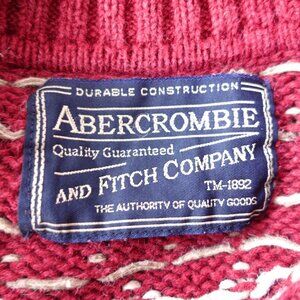 DURABLE CONSTRUCTION
ABERCROMBIE
Quality Guaranteed
AND FITCH COMPANY
TM-1892
THE AUTHORITY OF QUALITY GOODS